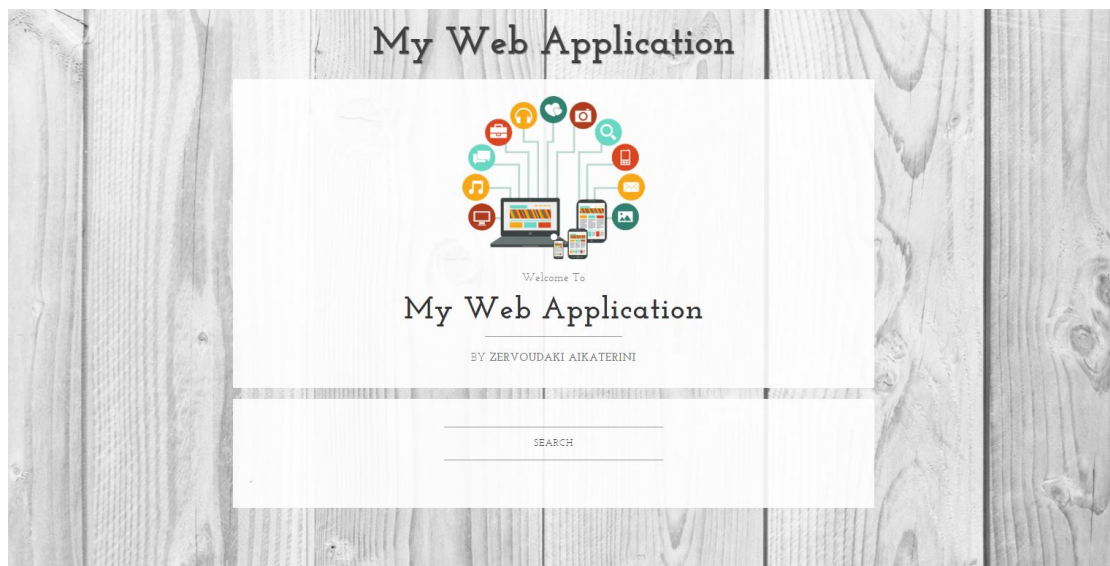 My Web Application
Welcome To
My Web Application
BY ZERVOUDAKI AIKATERINI
SEARCH